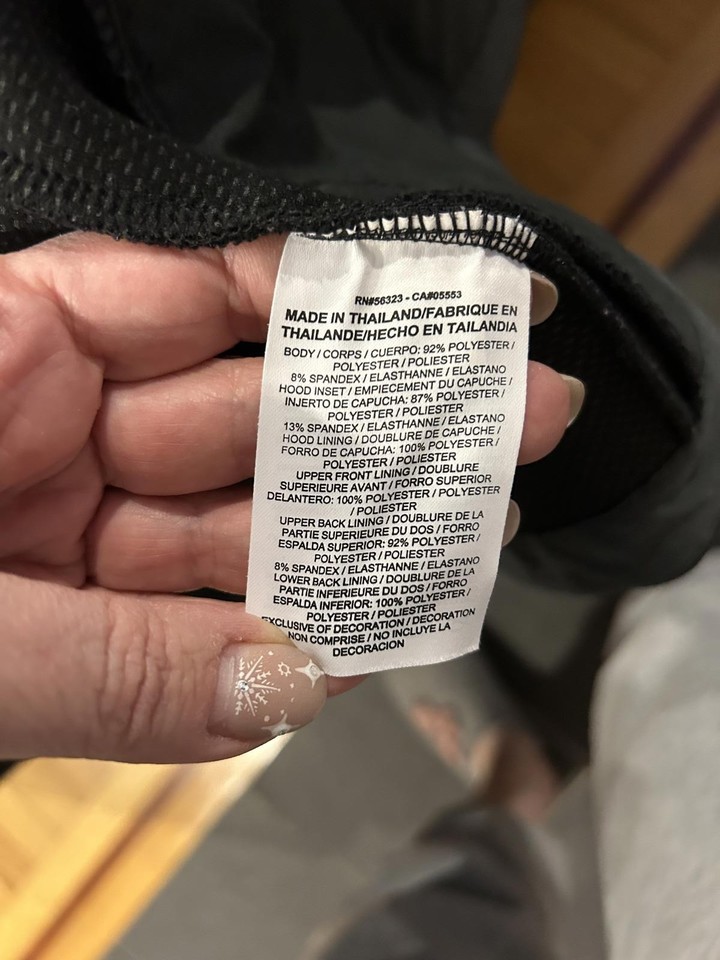 RN#56323 - CA#05553
MADE IN THAILAND/FABRIQUE EN
THAILANDE/HECHO EN TAILANDIA
BODY / CORPS / CUERPO: 92% POLYESTER /
POLYESTER / POLIESTER
8% SPANDEX / ELASTHANNE / ELASTANO
HOOD INSET / EMPIECEMENT DU CAPUCHE /
INJERTO DE CAPUCHA: 87% POLYESTER /
POLYESTER / POLIESTER
13% SPANDEX / ELASTHANNE / ELASTANO
HOOD LINING / DOUBLURE DE CAPUCHE /
FORRO DE CAPUCHA: 100% POLYESTER /
POLYESTER / POLIESTER
UPPER FRONT LINING / DOUBLURE
SUPERIEURE AVANT / FORRO SUPERIOR
DELANTERO: 100% POLYESTER / POLYESTER
/ POLIESTER
UPPER BACK LINING / DOUBLURE DE LA
PARTIE SUPERIEURE DU DOS / FORRO
ESPALDA SUPERIOR: 92% POLYESTER /
POLYESTER / POLIESTER
8% SPANDEX / ELASTHANNE / ELASTANO
LOWER BACK LINING / DOUBLURE DE LA
PARTIE INFERIEURE DU DOS / FORRO
ESPALDA INFERIOR: 100% POLYESTER /
POLYESTER / POLIESTER
EXCLUSIVE OF DECORATION / DECORATION
NON COMPRISE / NO INCLUYE LA
DECORACION